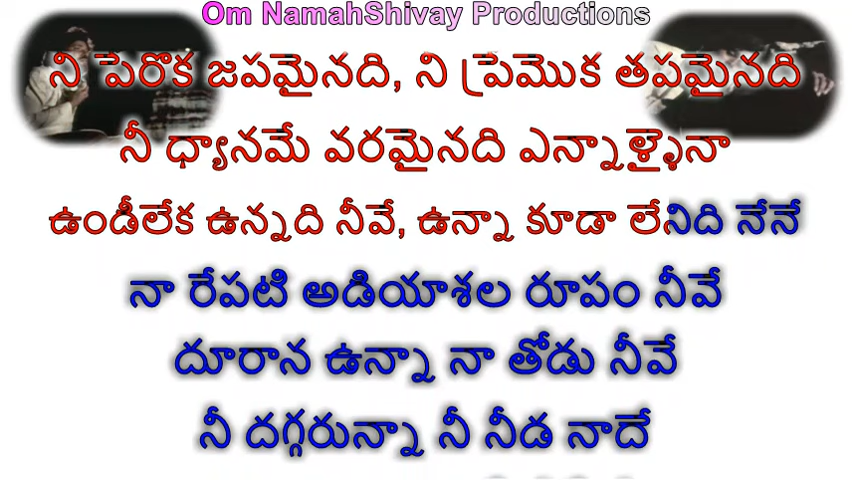 Om NamahShivay Productions
ని పెరొక జపమైనది, ని ప్రెమొక తపమైనది
నీ ధ్యానమే వరమైనది ఎన్నాళ్ళైనా
ఉండీలేక ఉన్నది నీవే, ఉన్నా కూడా లేనిది నేనే
నా రేపటి అడియాశల రూపం నీవే
దూరాన ఉన్నా నా తోడు నీవే
నీ దగ్గరున్నా నీ నీడ నాదే